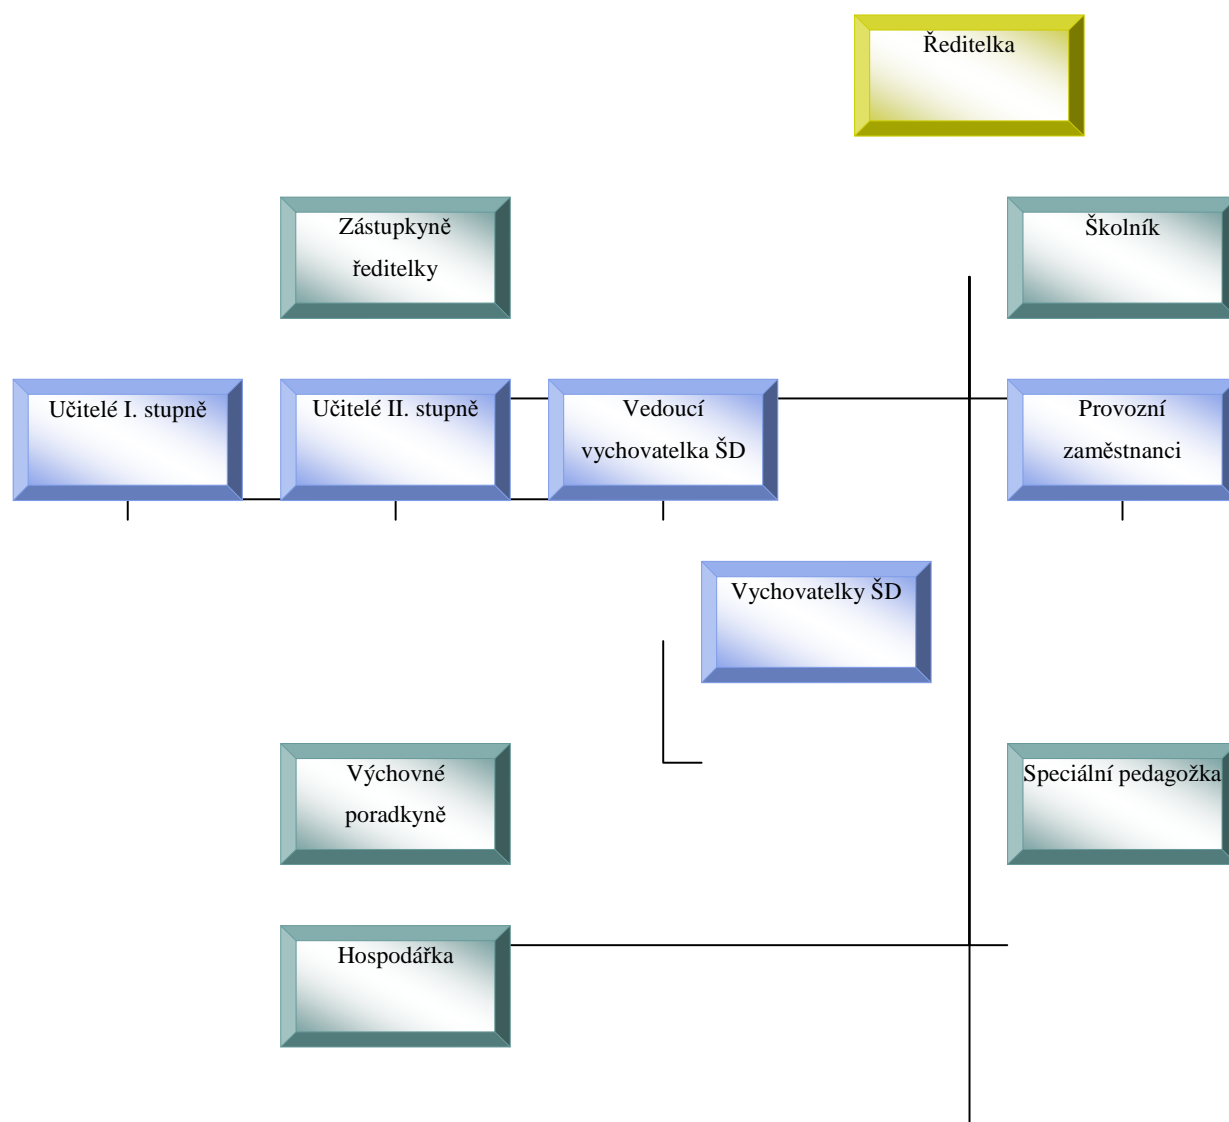 Ředitelka
Zástupkyně
ředitelky
Školník
Učitelé I. stupně
Učitelé II. stupně
Vedoucí
vychovatelka ŠD
Provozní
zaměstnanci
Vychovatelky ŠD
Výchovné
poradkyně
Speciální pedagožka
Hospodářka